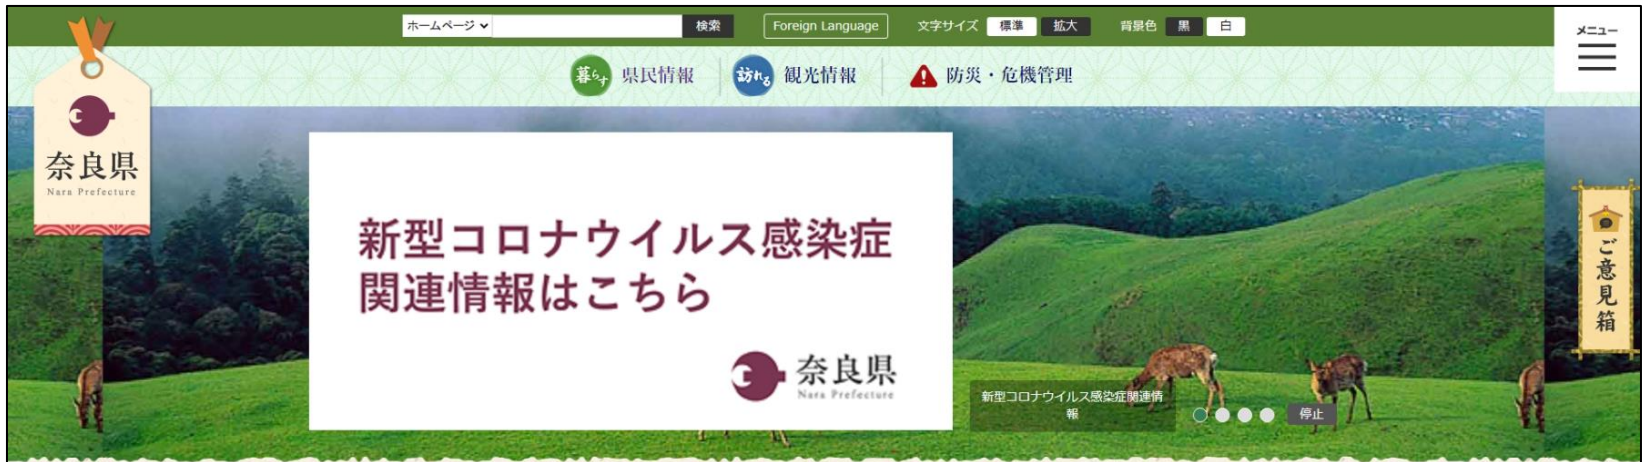 ホームページ
検索
Foreign Language
文字サイズ
標準
拡大
背景色
黒
白
メニュー
暮らす
県民情報
訪れる
観光情報
防災・危機管理
奈良県
Nara Prefecture
新型コロナウイルス感染症
関連情報はこちら
奈良県
Nara Prefecture
新型コロナウイルス感染症関連情
報
停止
ご意見箱